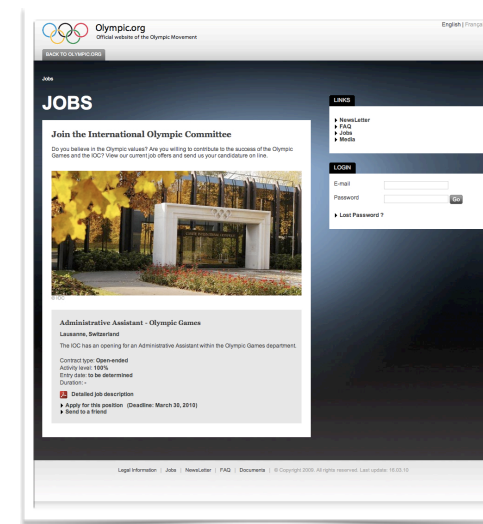 Olympic.org
Official website of the Olympic Movement
English | França
BACK TO OLYMPIC.ORG
Jobs
JOBS
Join the International Olympic Committee
Do you believe in the Olympic values? Are you willing to contribute to the success of the Olympic
Games and the IOC? View our current job offers and send us your candidature on line.
© IOC
Administrative Assistant - Olympic Games
Lausanne, Switzerland
The IOC has an opening for an Administrative Assistant within the Olympic Games department.
Contract type: Open-ended
Activity level: 100%
Entry date: to be determined
Duration: -
Detailed job description
Apply for this position (Deadline: March 30, 2010)
Send to a friend
LINKS
NewsLetter
FAQ
Jobs
Media
LOGIN
E-mail
Password
Go
Lost Password ?
Legal Information | Jobs | NewsLetter | FAQ | Documents | © Copyright 2009. All rights reserved. Last update: 16.03.10